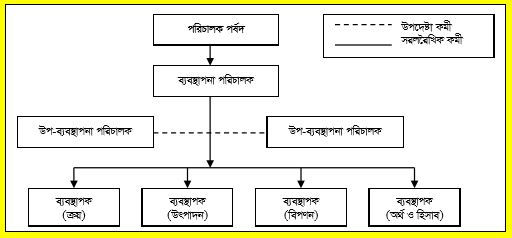 পরিচালক পর্ষদ
উপদেষ্টা কর্মী
সরলরৈখিক কর্মী
ব্যবস্থাপনা পরিচালক
উপ-ব্যবস্থাপনা পরিচালক
উপ-ব্যবস্থাপনা পরিচালক
ব্যবস্থাপক
(ক্রয়)
ব্যবস্থাপক
(উৎপাদন)
ব্যবস্থাপক
(বিপণন)
ব্যবস্থাপক
(অর্থ ও হিসাব)